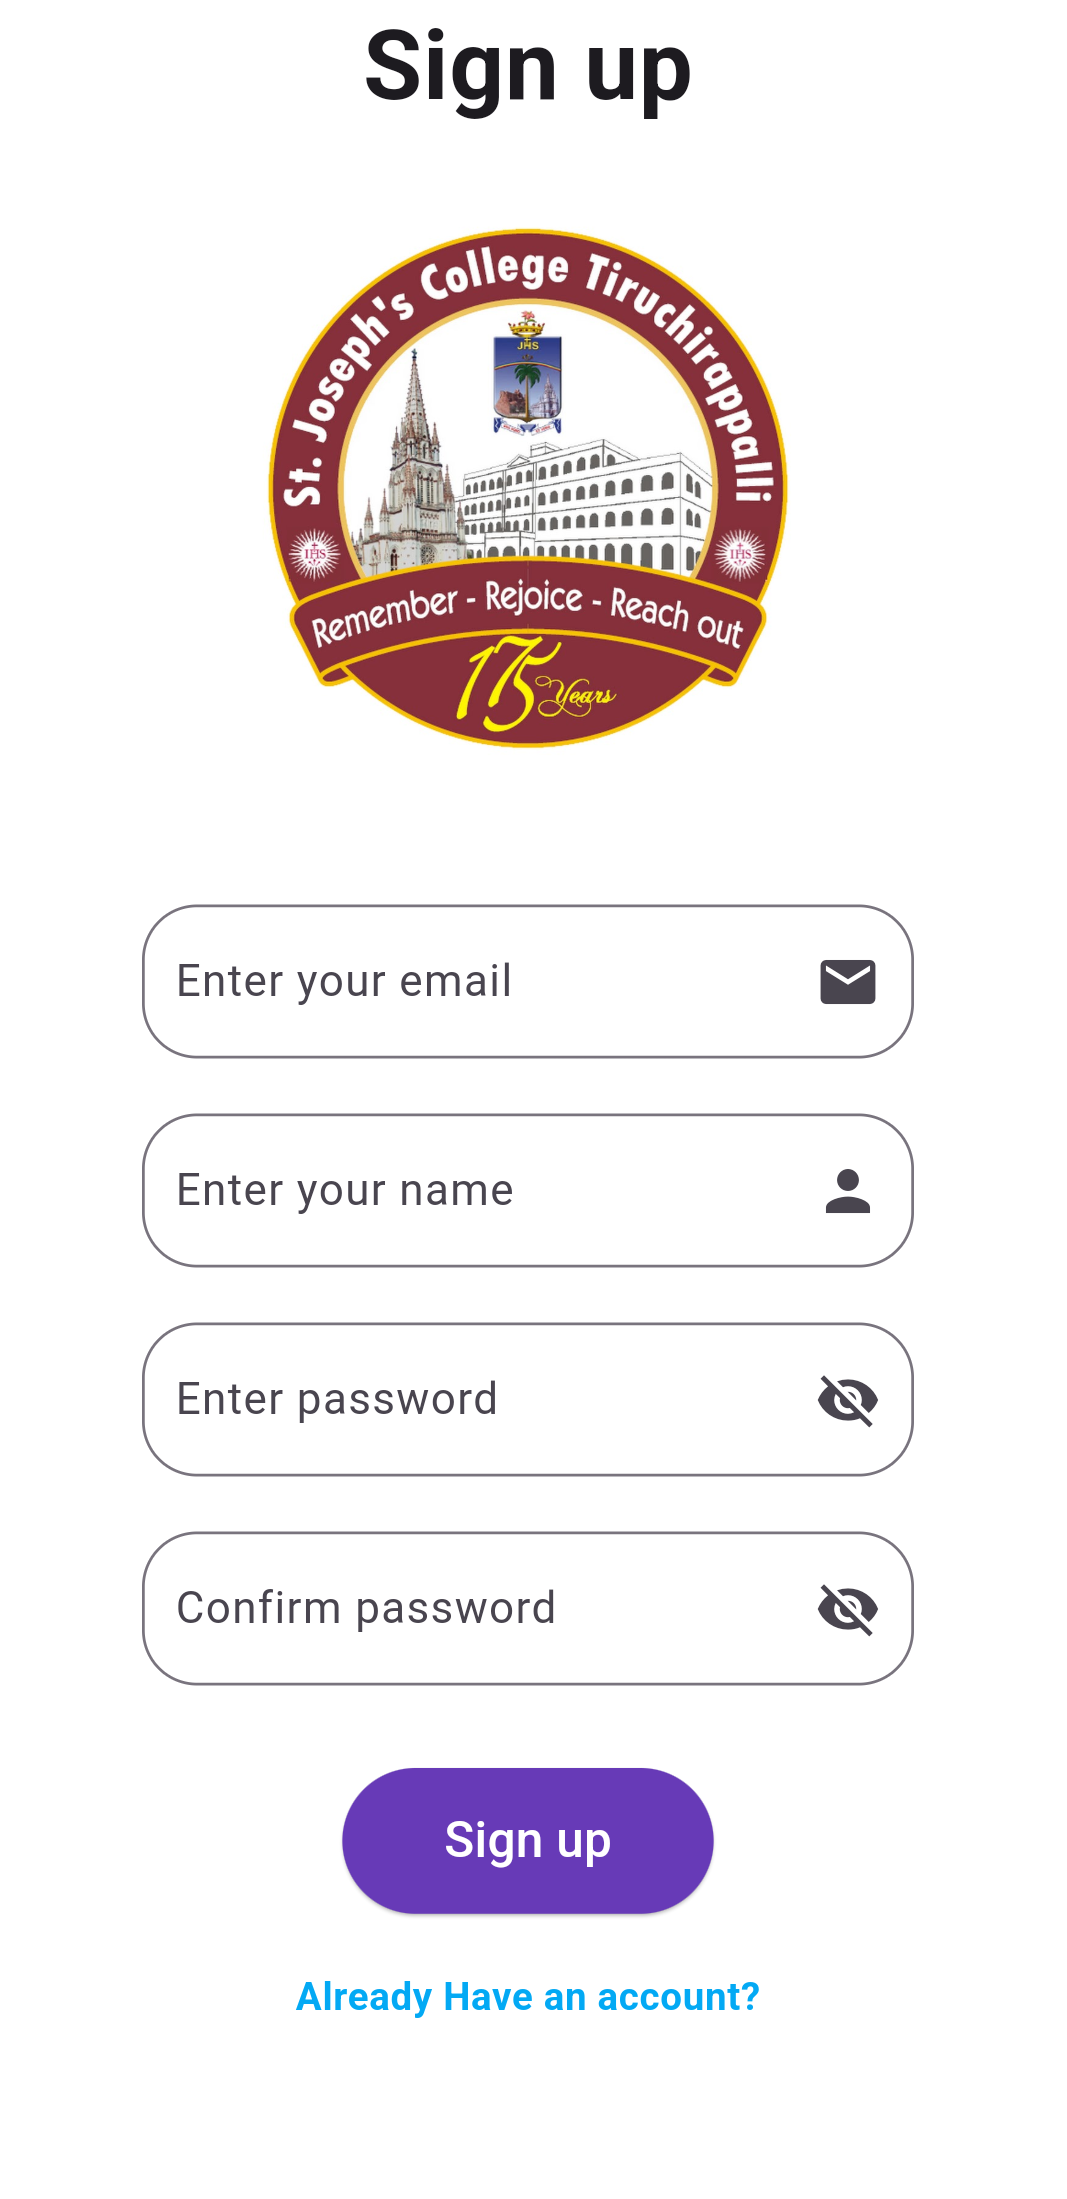 Sign up
St. Joseph's College Tiruchirappalli
JHS
IHS
IHS
Remember - Rejoice - Reach out
175 Years
Enter your email
Enter your name
Enter password
Confirm password
Sign up
Already Have an account?